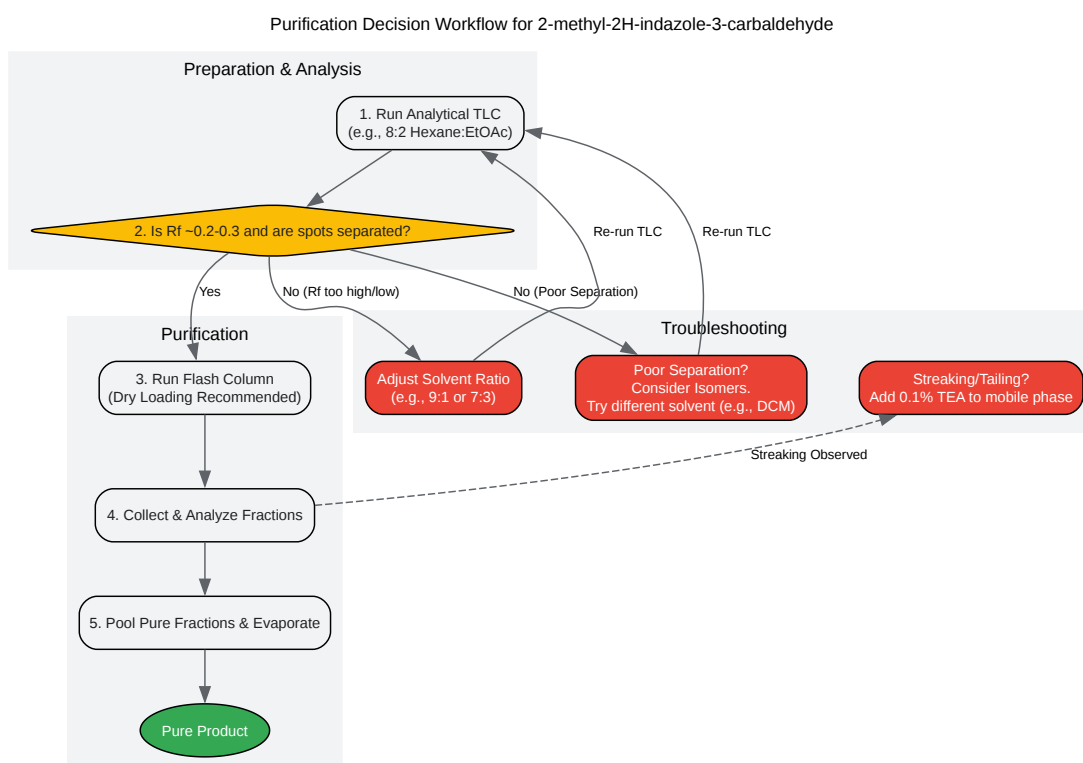 Purification Decision Workflow for 2-methyl-2H-indazole-3-carbaldehyde
Preparation & Analysis
1. Run Analytical TLC
(e.g., 8:2 Hexane:EtOAc)
2. Is Rf ~0.2-0.3 and are spots separated?
Re-run TLC
Re-run TLC
Yes
No (Rf too high/low)
No (Poor Separation)
Purification
Troubleshooting
3. Run Flash Column
(Dry Loading Recommended)
Adjust Solvent Ratio
(e.g., 9:1 or 7:3)
Poor Separation?
Consider Isomers.
Try different solvent (e.g., DCM)
Streaking/Tailing?
Add 0.1% TEA to mobile phase
Streaking Observed
4. Collect & Analyze Fractions
5. Pool Pure Fractions & Evaporate
Pure Product